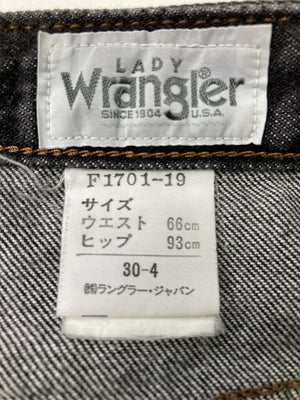 LADY
Wrangler®
SINCE 1904 U.S.A.
F1701-19
サイズ
ウエスト 66cm
ヒップ 93cm
30-4
㈱ラングラー・ジャパン